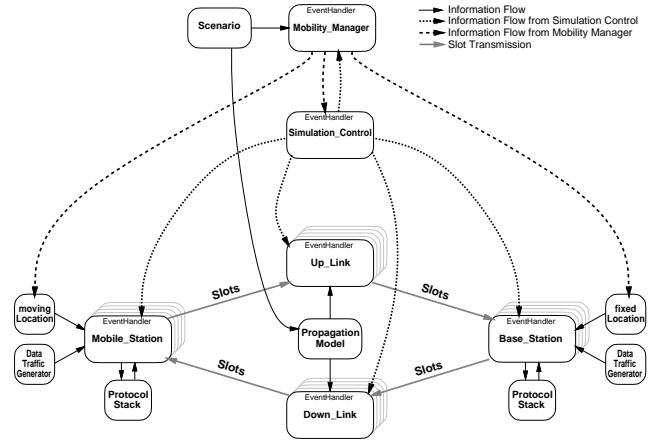 EventHandler
Scenario
Mobility_Manager
Information Flow
Information Flow from Simulation Control
Information Flow from Mobility Manager
Slot Transmission
EventHandler
Simulation_Control
EventHandler
Up_Link
Slots
Slots
moving
Location
EventHandler
Mobile_Station
Propagation
Model
EventHandler
Base_Station
fixed
Location
Data
Traffic
Generator
Data
Traffic
Generator
Slots
Slots
Protocol
Stack
EventHandler
Down_Link
Protocol
Stack